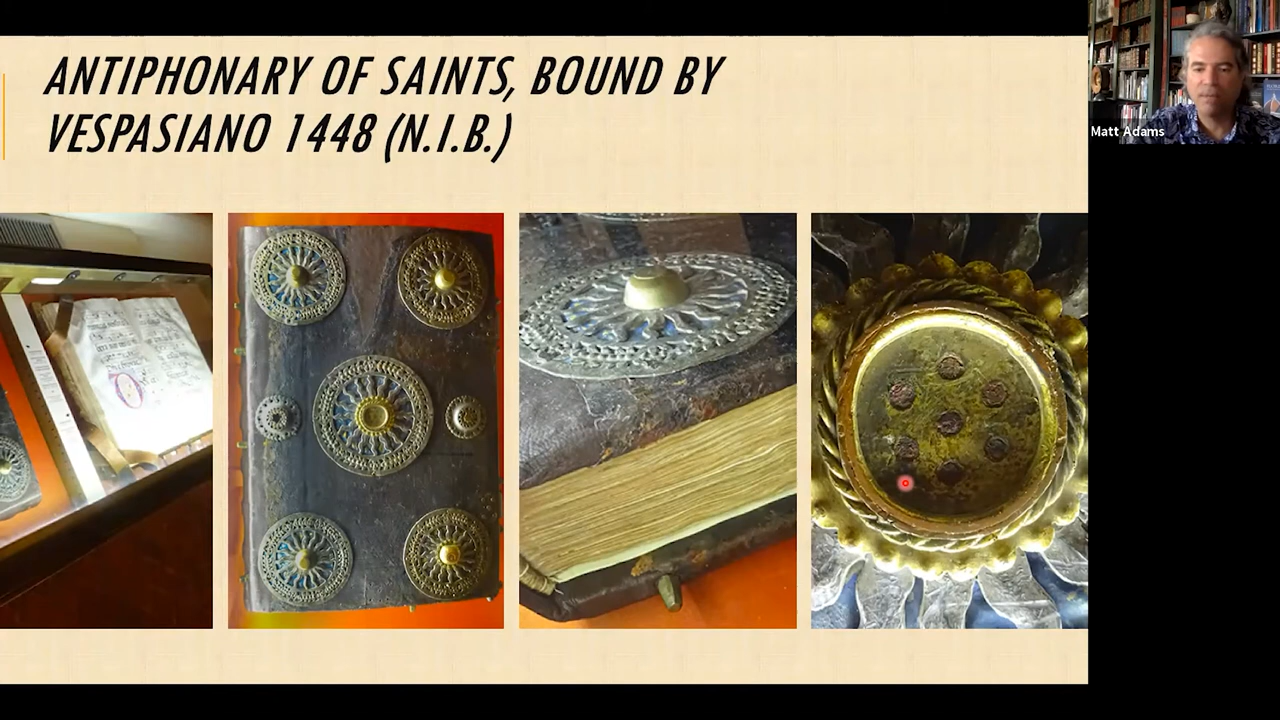 ANTIPHONARY OF SAINTS, BOUND BY
VESPASIANO 1448 (N.I.B.)
Matt Adams